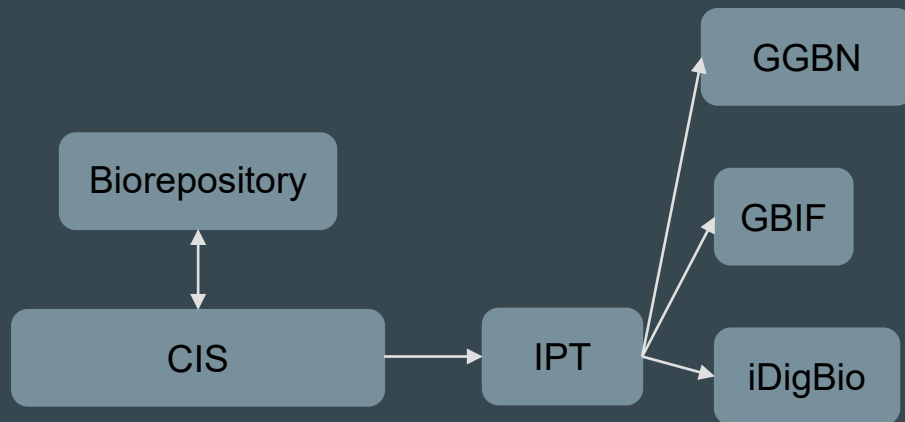 GGBN
Biorepository
GBIF
CIS
IPT
iDigBio